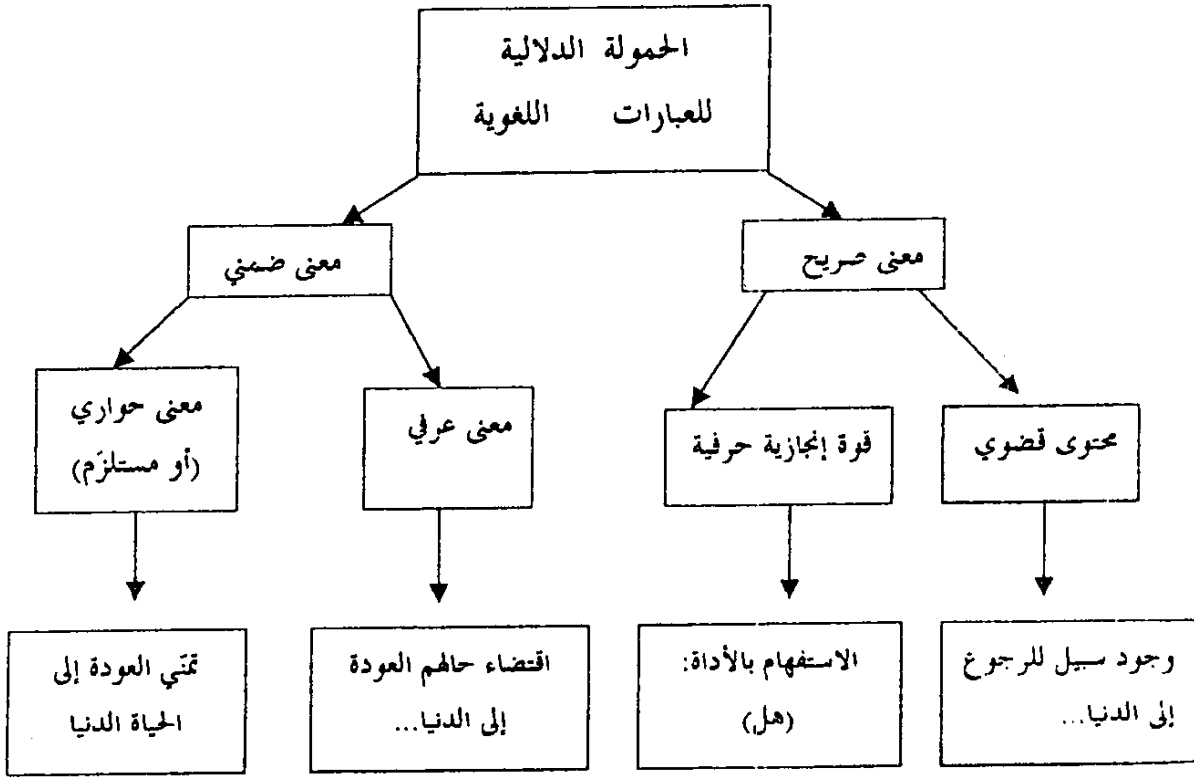 الحمولة الدلالية
للعبارات اللغوية
معنى صريح
معنى ضمني
محتوى قضوي
قوة إنجازية حرفية
معنى عرفي
معنى حواري
(أو مستلزَم)
وجود سبيل للرجوغ
إلى الدنيا...
الاستفهام بالأداة:
(هل)
اقتضاء حالهم العودة
إلى الدنيا...
تمنّي العودة إلى
الحياة الدنيا